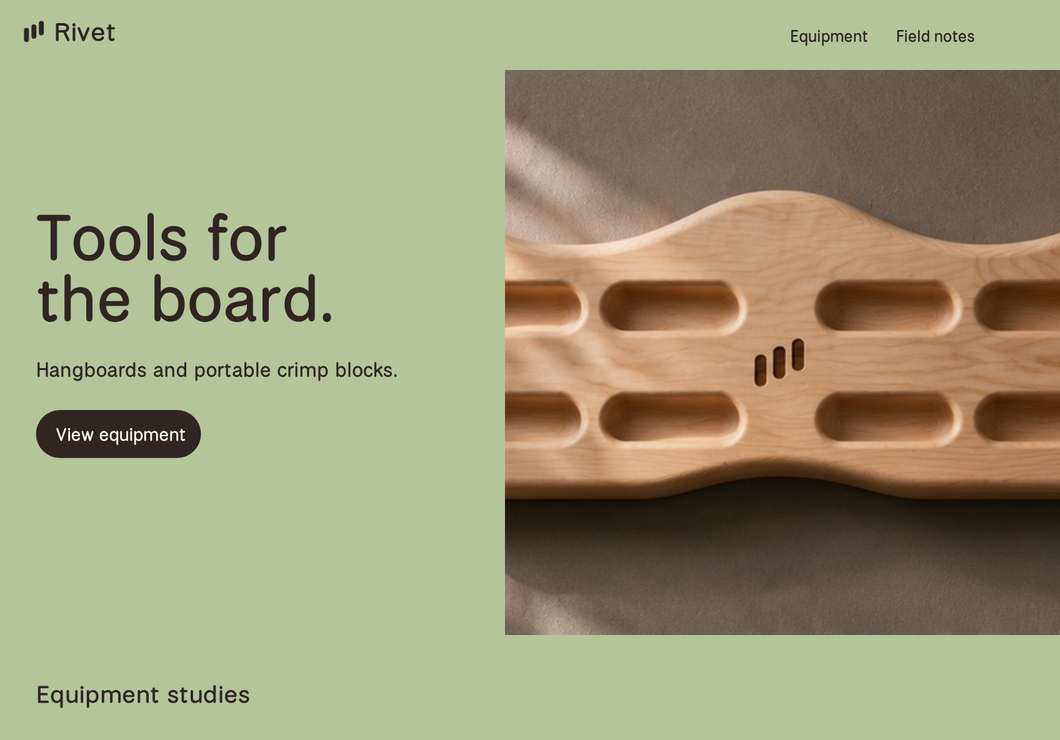 Rivet
Equipment
Field notes
Tools for
the board.
Hangboards and portable crimp blocks.
View equipment
Equipment studies